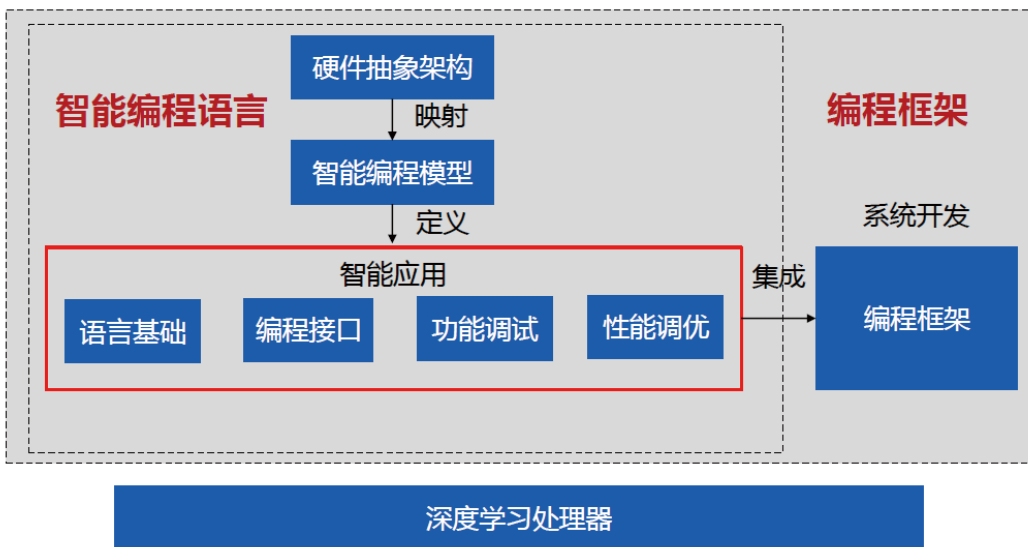 硬件抽象架构
智能编程语言
映射
编程框架
智能编程模型
定义
系统开发
智能应用
集成
语言基础
编程接口
功能调试
性能调优
编程框架
深度学习处理器